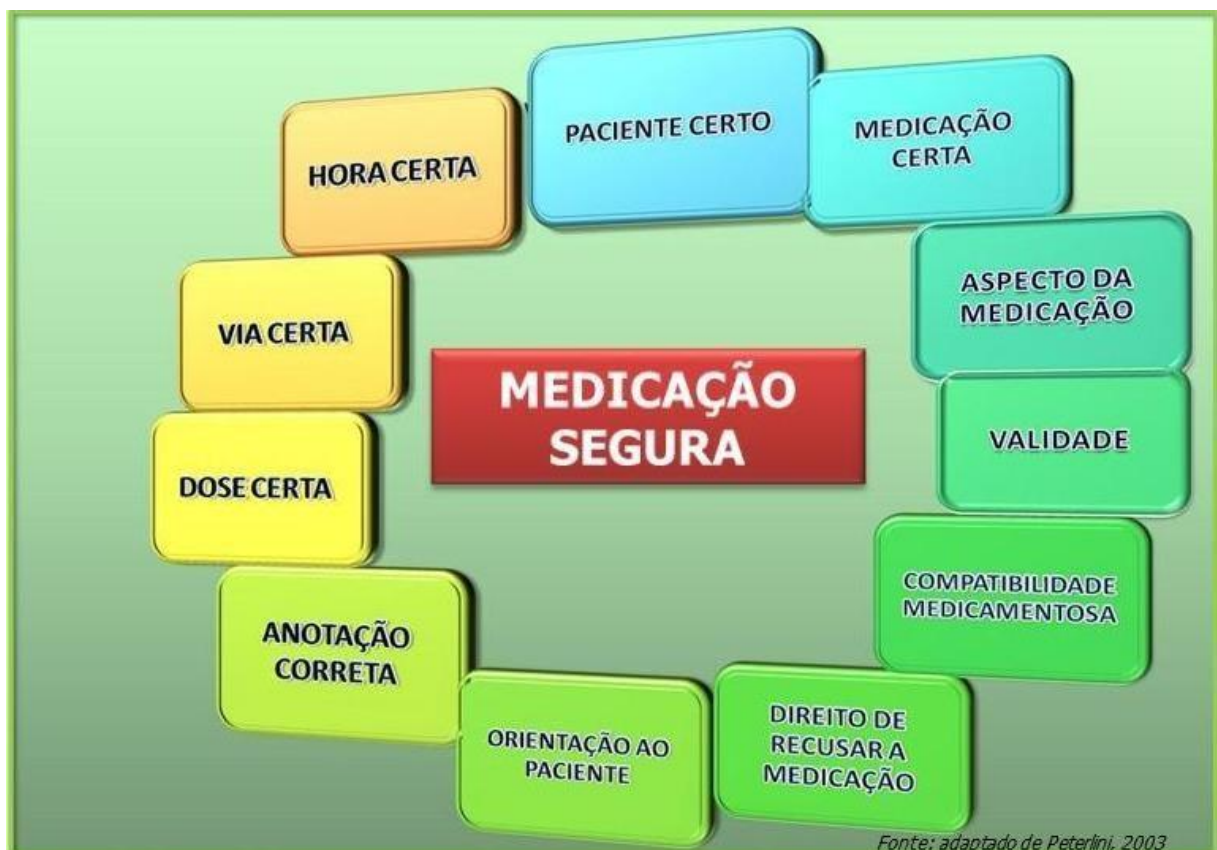 PACIENTE CERTO
MEDICAÇÃO
CERTA
ASPECTO DA
MEDICAÇÃO
VALIDADE
COMPATIBILIDADE
MEDICAMENTOSA
DIREITO DE
RECUSAR A
MEDICAÇÃO
ORIENTAÇÃO AO
PACIENTE
ANOTAÇÃO
CORRETA
DOSE CERTA
VIA CERTA
HORA CERTA
MEDICAÇÃO
SEGURA
Fonte: adaptado de Peterlini, 2003